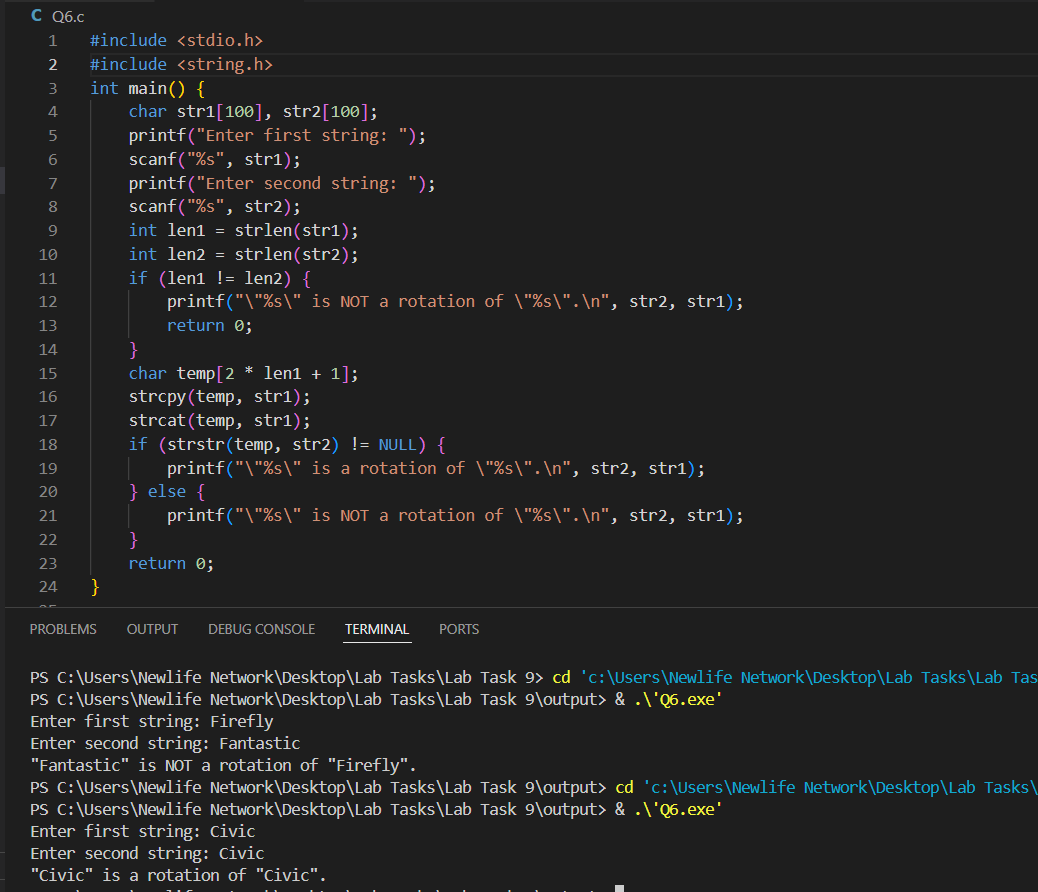 C Q6.c
1 #include <stdio.h>
2 #include <string.h>
3 int main() {
4     char str1[100], str2[100];
5     printf("Enter first string: ");
6     scanf("%s", str1);
7     printf("Enter second string: ");
8     scanf("%s", str2);
9     int len1 = strlen(str1);
10     int len2 = strlen(str2);
11     if (len1 != len2) {
12         printf("\"%s\" is NOT a rotation of \"%s\".\n", str2, str1);
13         return 0;
14     }
15     char temp[2 * len1 + 1];
16     strcpy(temp, str1);
17     strcat(temp, str1);
18     if (strstr(temp, str2) != NULL) {
19         printf("\"%s\" is a rotation of \"%s\".\n", str2, str1);
20     } else {
21         printf("\"%s\" is NOT a rotation of \"%s\".\n", str2, str1);
22     }
23     return 0;
24 }
PROBLEMS OUTPUT DEBUG CONSOLE TERMINAL PORTS
PS C:\Users\Newlife Network\Desktop\Lab Tasks\Lab Task 9> cd 'c:\Users\Newlife Network\Desktop\Lab Tasks\Lab Tas
PS C:\Users\Newlife Network\Desktop\Lab Tasks\Lab Task 9\output> & .\'Q6.exe'
Enter first string: Firefly
Enter second string: Fantastic
"Fantastic" is NOT a rotation of "Firefly".
PS C:\Users\Newlife Network\Desktop\Lab Tasks\Lab Task 9\output> cd 'c:\Users\Newlife Network\Desktop\Lab Tasks\
PS C:\Users\Newlife Network\Desktop\Lab Tasks\Lab Task 9\output> & .\'Q6.exe'
Enter first string: Civic
Enter second string: Civic
"Civic" is a rotation of "Civic".